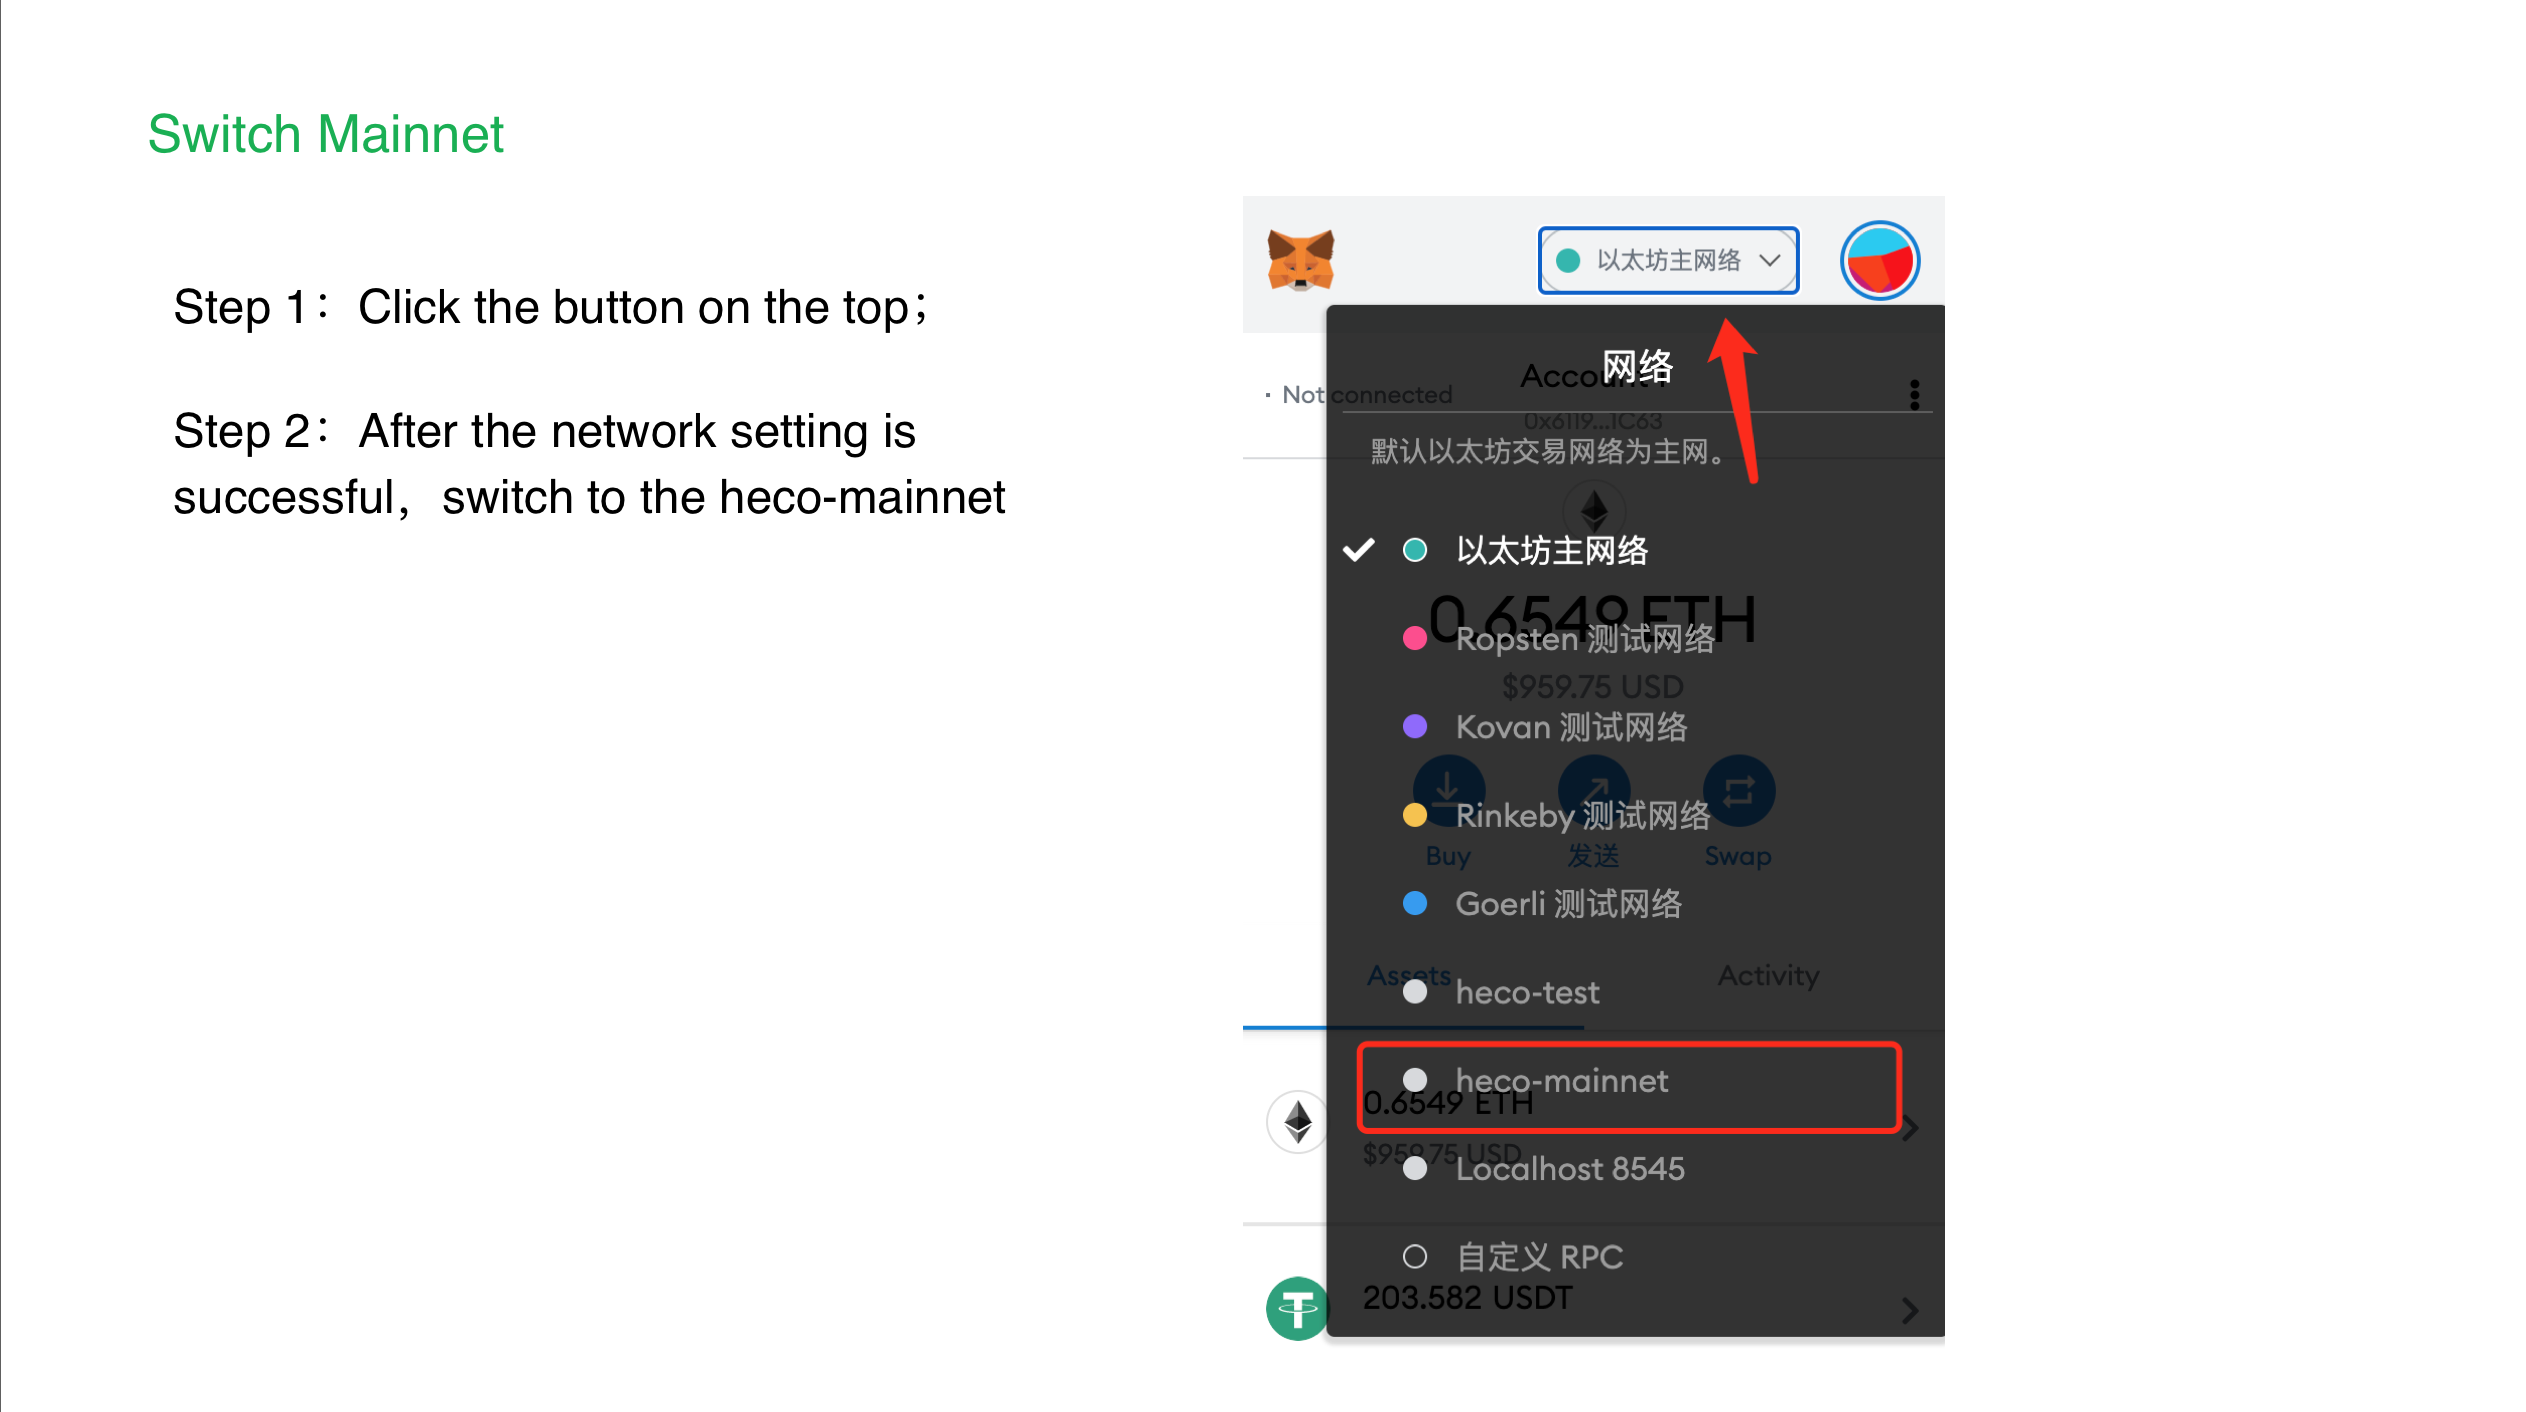 Switch Mainnet
Step 1：Click the button on the top；
Step 2：After the network setting is
successful，switch to the heco-mainnet
以太坊主网络
网络
Account 1
· Not connected
0x6119...1C63
默认以太坊交易网络为主网。
以太坊主网络
0.6549 ETH
Ropsten 测试网络
$959.75 USD
Kovan 测试网络
Rinkeby 测试网络
Buy 发送 Swap
Goerli 测试网络
Assets Activity
heco-test
heco-mainnet
0.6549 ETH
$959.75 USD
Localhost 8545
自定义 RPC
203.582 USDT